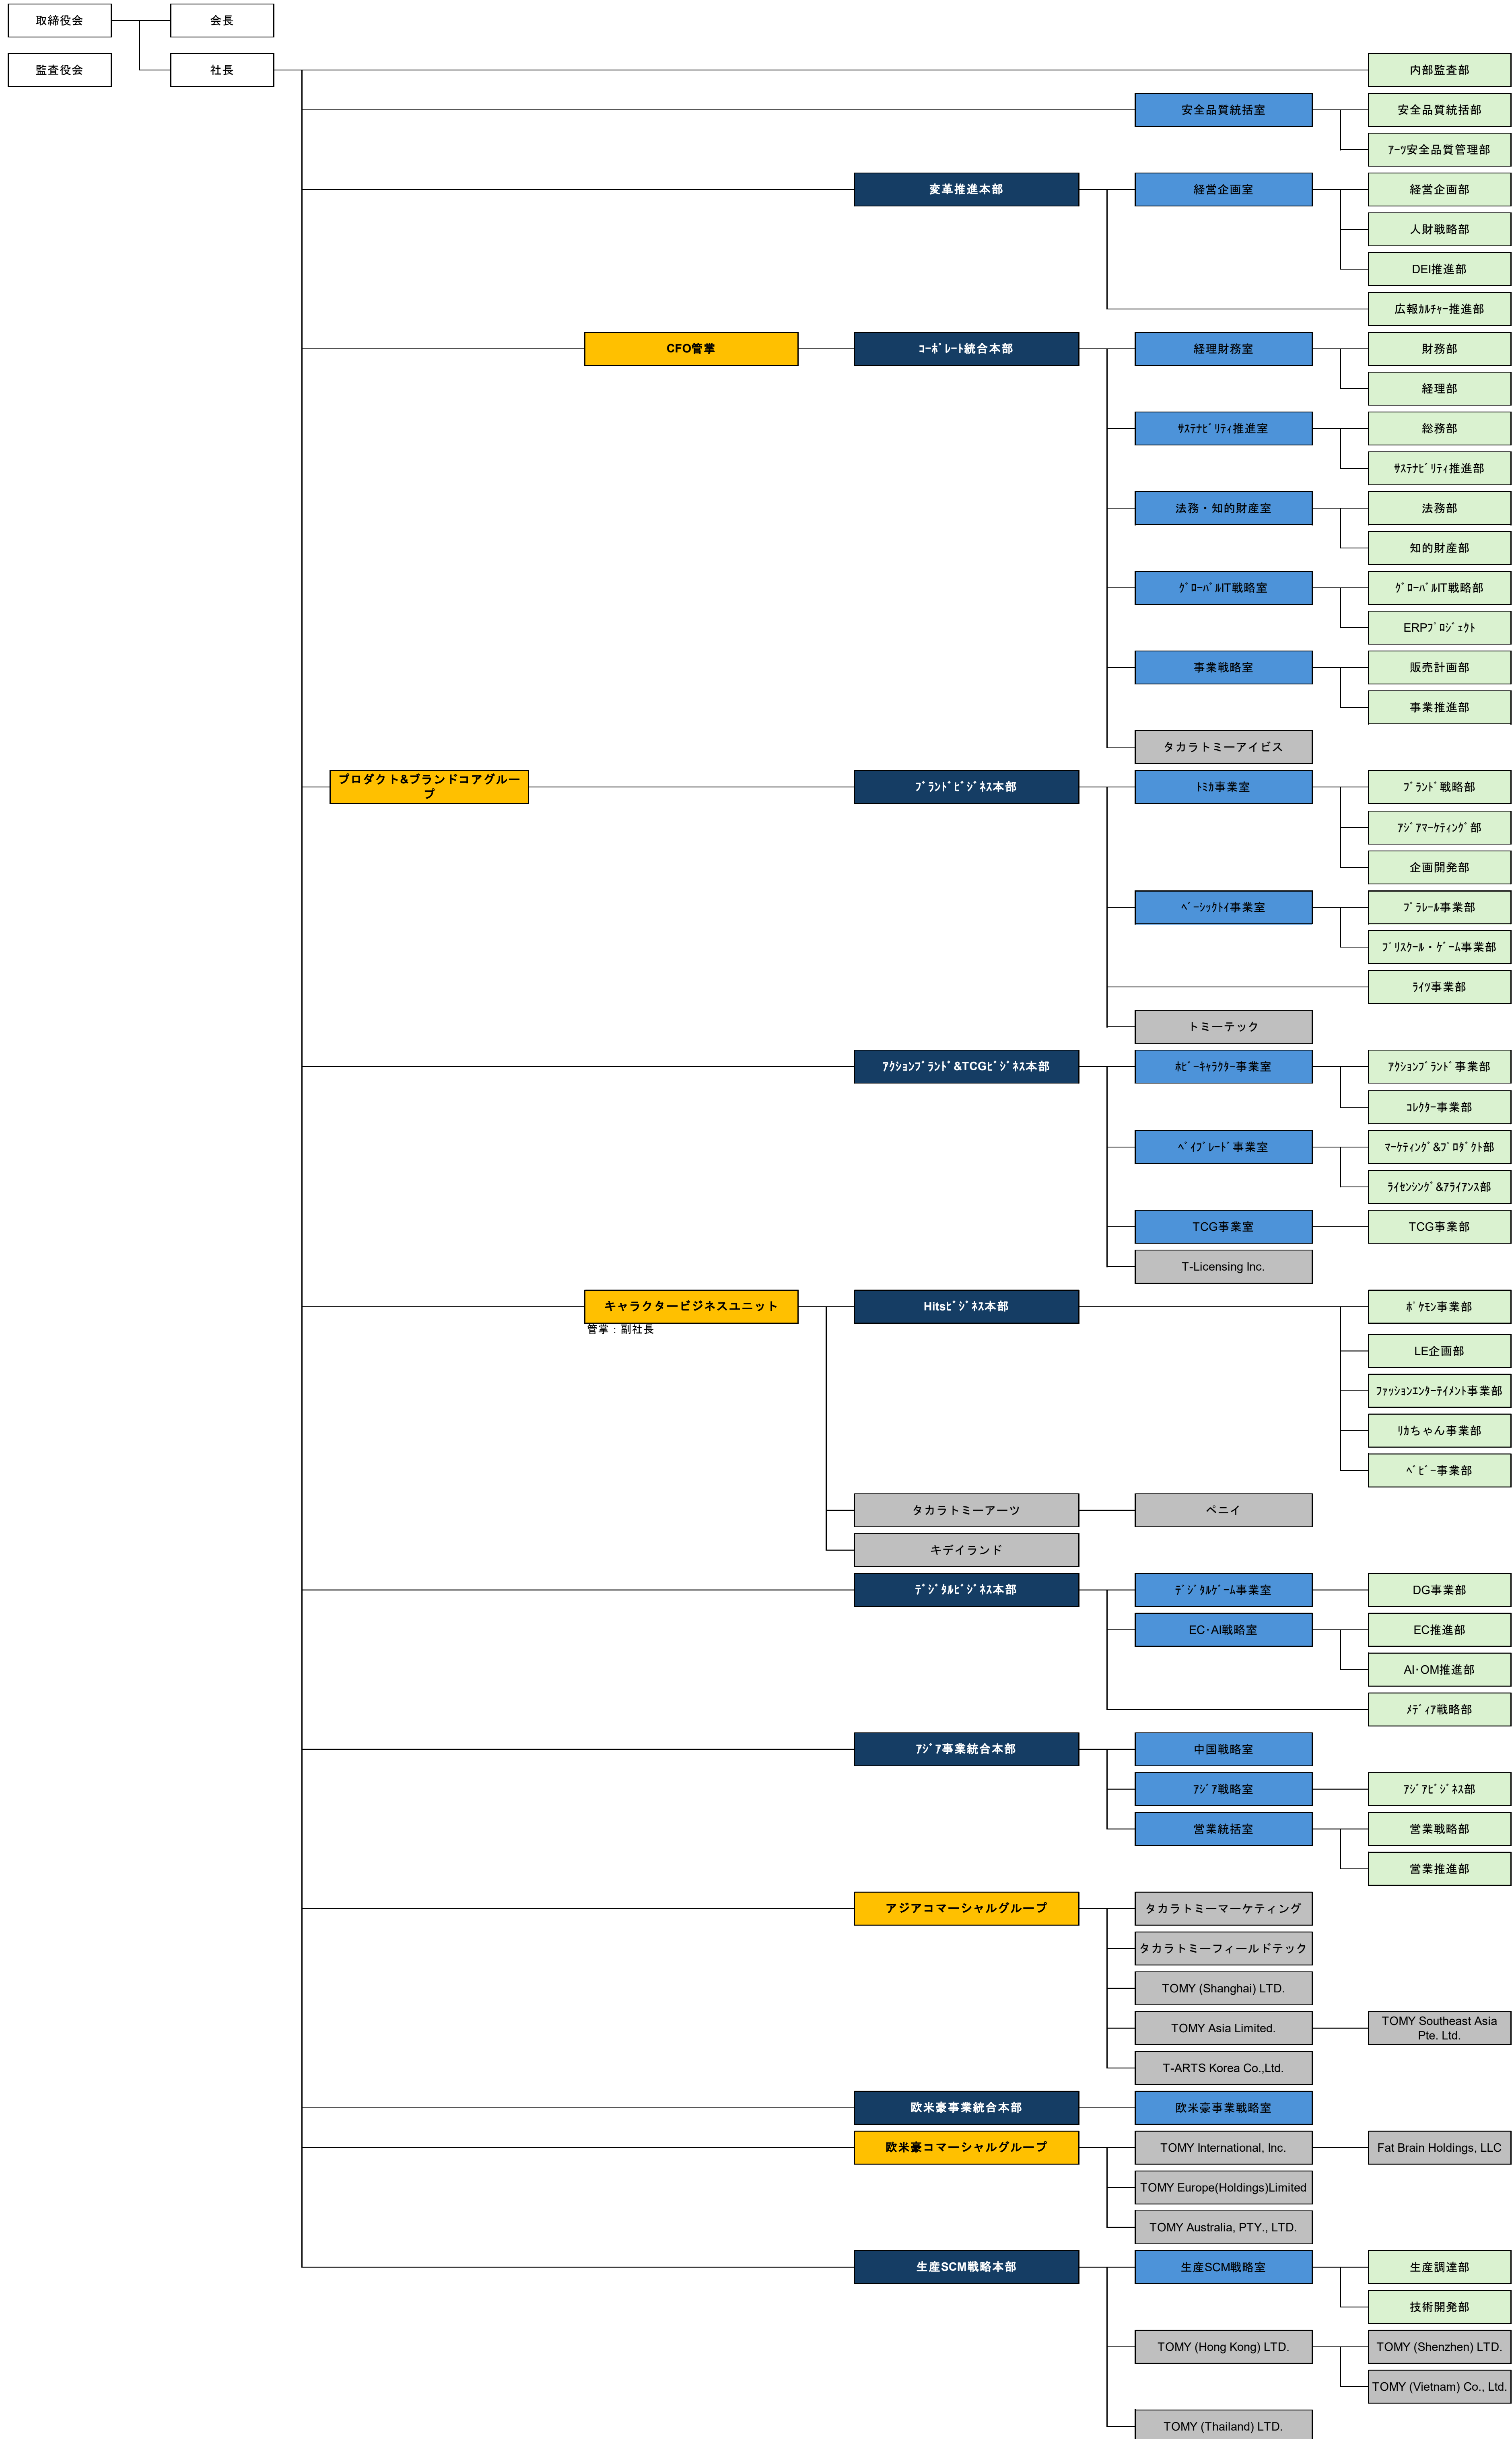 取締役会
会長
監査役会
社長
内部監査部
安全品質統括室
安全品質統括部
ｱｰﾂ安全品質管理部
変革推進本部
経営企画室
経営企画部
人財戦略部
DEI推進部
広報ｶﾙﾁｬｰ推進部
CFO管掌
ｺｰﾎﾟﾚｰﾄ統合本部
経理財務室
財務部
経理部
ｻｽﾃﾅﾋﾞﾘﾃｨ推進室
総務部
ｻｽﾃﾅﾋﾞﾘﾃｨ推進部
法務・知的財産室
法務部
知的財産部
ｸﾞﾛｰﾊﾞﾙIT戦略室
ｸﾞﾛｰﾊﾞﾙIT戦略部
ERPﾌﾟﾛｼﾞｪｸﾄ
事業戦略室
販売計画部
事業推進部
タカラトミーアイビス
プロダクト&ブランドコアグルー
プ
ﾌﾞﾗﾝﾄﾞﾋﾞｼﾞﾈｽ本部
ﾄﾐｶ事業室
ﾌﾞﾗﾝﾄﾞ戦略部
ｱｼﾞｱﾏｰｹﾃｨﾝｸﾞ部
企画開発部
ﾍﾞｰｼｯｸﾄｲ事業室
ﾌﾟﾗﾚｰﾙ事業部
ﾌﾟﾘｽｸｰﾙ・ｹﾞｰﾑ事業部
ﾗｲﾂ事業部
トミーテック
ｱｸｼｮﾝﾌﾞﾗﾝﾄﾞ&TCGﾋﾞｼﾞﾈｽ本部
ﾎﾋﾞｰｷｬﾗｸﾀｰ事業室
ｱｸｼｮﾝﾌﾞﾗﾝﾄﾞ事業部
ｺﾚｸﾀｰ事業部
ﾍﾞｲﾌﾞﾚｰﾄﾞ事業室
ﾏｰｹﾃｨﾝｸﾞ&ﾌﾟﾛﾀﾞｸﾄ部
ﾗｲｾﾝｼﾝｸﾞ&ｱﾗｲｱﾝｽ部
TCG事業室
TCG事業部
T-Licensing Inc.
キャラクタービジネスユニット
Hitsﾋﾞｼﾞﾈｽ本部
ﾎﾟｹﾓﾝ事業部
管掌：副社長
LE企画部
ﾌｧｯｼｮﾝｴﾝﾀｰﾃｲﾒﾝﾄ事業部
ﾘｶちゃん事業部
ﾍﾞﾋﾞｰ事業部
タカラトミーアーツ
ペニイ
キデイランド
ﾃﾞｼﾞﾀﾙﾋﾞｼﾞﾈｽ本部
ﾃﾞｼﾞﾀﾙｹﾞｰﾑ事業室
DG事業部
EC･AI戦略室
EC推進部
AI･OM推進部
ﾒﾃﾞｨｱ戦略部
ｱｼﾞｱ事業統合本部
中国戦略室
ｱｼﾞｱ戦略室
ｱｼﾞｱﾋﾞｼﾞﾈｽ部
営業統括室
営業戦略部
営業推進部
アジアコマーシャルグループ
タカラトミーマーケティング
タカラトミーフィールドテック
TOMY (Shanghai) LTD.
TOMY Asia Limited.
TOMY Southeast Asia
Pte. Ltd.
T-ARTS Korea Co.,Ltd.
欧米豪事業統合本部
欧米豪事業戦略室
欧米豪コマーシャルグループ
TOMY International, Inc.
Fat Brain Holdings, LLC
TOMY Europe(Holdings)Limited
TOMY Australia, PTY., LTD.
生産SCM戦略本部
生産SCM戦略室
生産調達部
技術開発部
TOMY (Hong Kong) LTD.
TOMY (Shenzhen) LTD.
TOMY (Vietnam) Co., Ltd.
TOMY (Thailand) LTD.